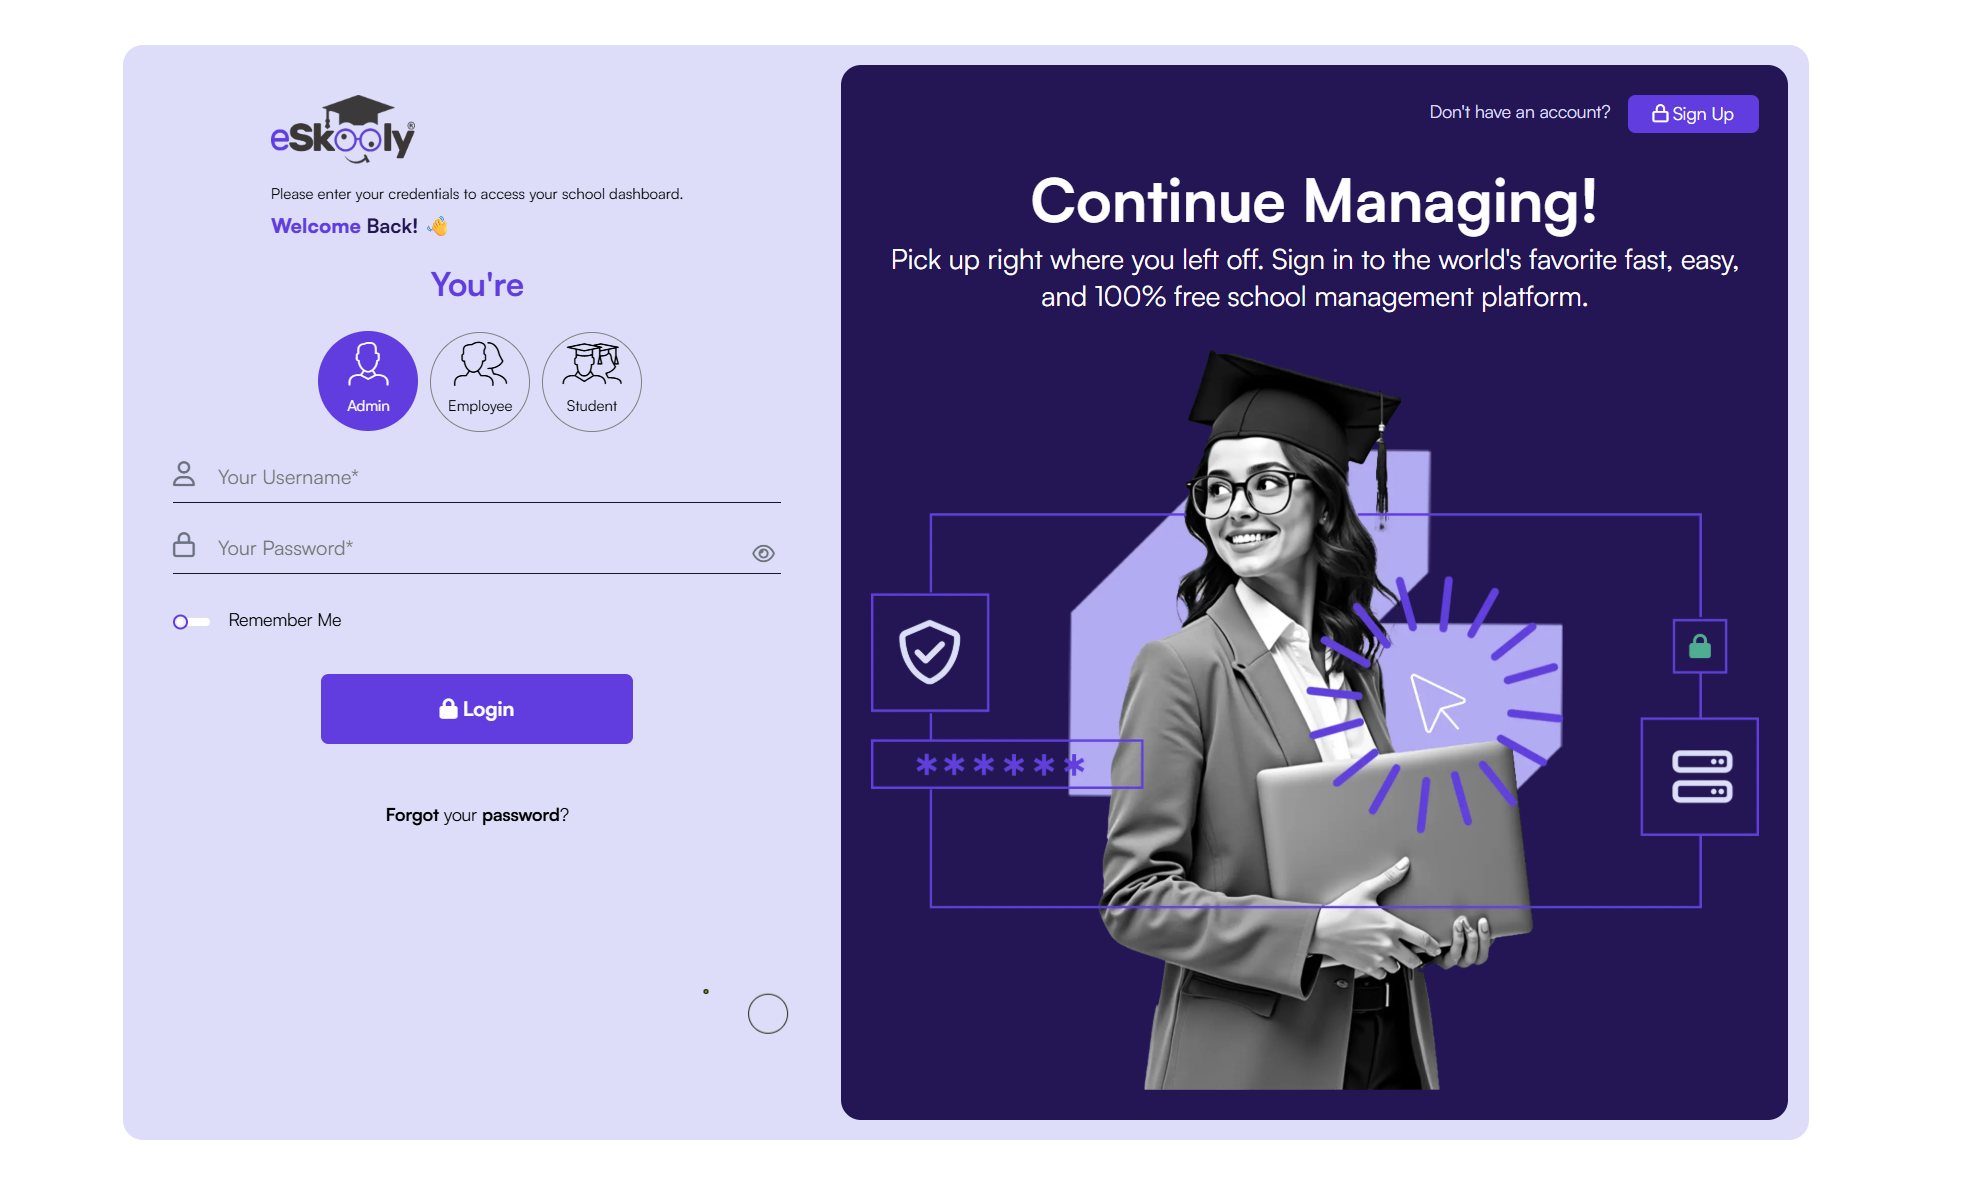 eSkooly®
Please enter your credentials to access your school dashboard.
Welcome Back! 👋
You're
Admin
Employee
Student
Your Username*
Your Password*
Remember Me
Login
Forgot your password?
Don't have an account?
Sign Up
Continue Managing!
Pick up right where you left off. Sign in to the world's favorite fast, easy,
and 100% free school management platform.
******